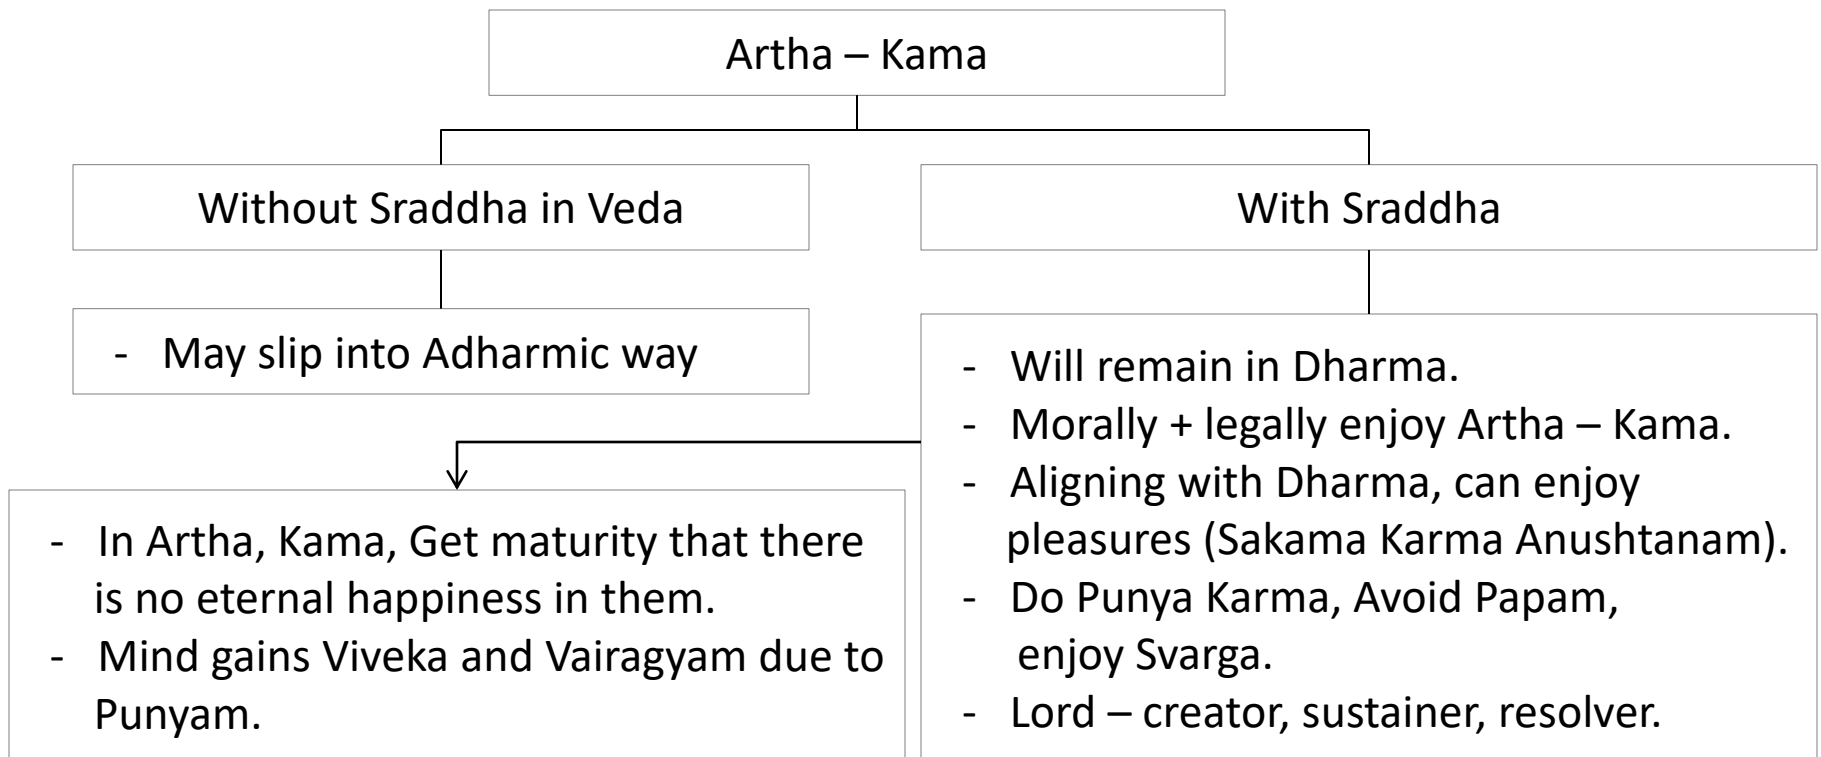 Artha – Kama
Without Sraddha in Veda
With Sraddha
- May slip into Adharmic way
- Will remain in Dharma.
- Morally + legally enjoy Artha – Kama.
- Aligning with Dharma, can enjoy
pleasures (Sakama Karma Anushtanam).
- Do Punya Karma, Avoid Papam,
enjoy Svarga.
- Lord – creator, sustainer, resolver.
- In Artha, Kama, Get maturity that there
is no eternal happiness in them.
- Mind gains Viveka and Vairagyam due to
Punyam.